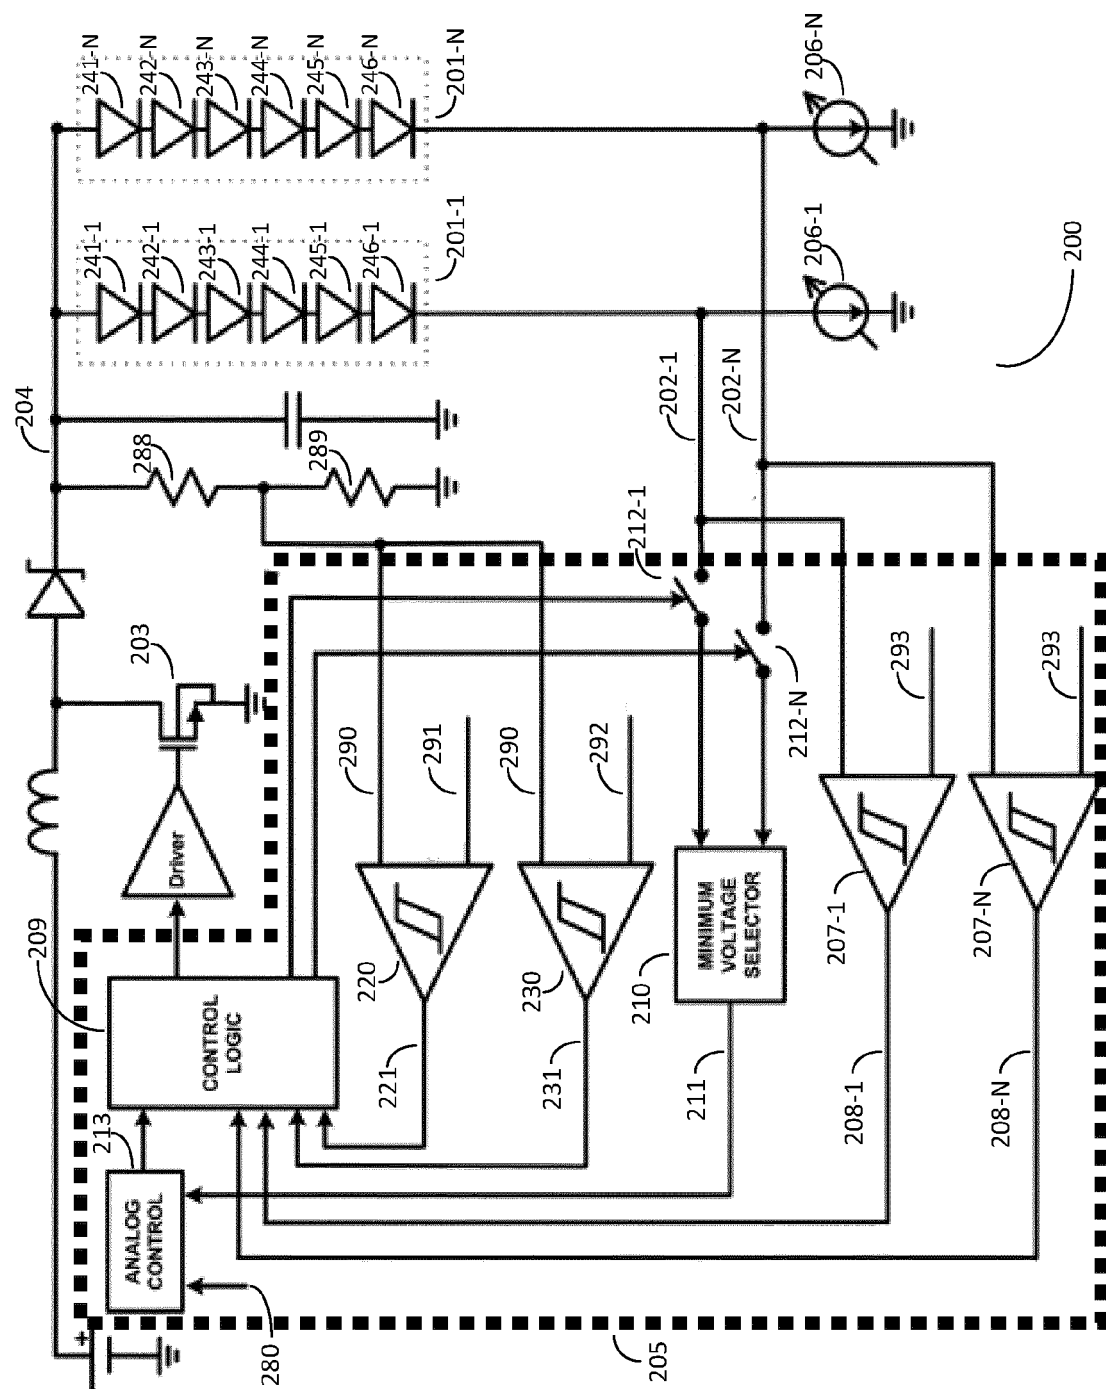 241-N
242-N
243-N
244-N
245-N
246-N
201-N
206-N
241-1
242-1
243-1
244-1
245-1
246-1
201-1
206-1
200
204
288
289
202-1
202-N
212-1
212-N
203
290
291
290
292
293
293
Driver
209
CONTROL
LOGIC
220
230
210
MINIMUM
VOLTAGE
SELECTOR
207-1
207-N
221
231
211
208-1
208-N
213
ANALOG
CONTROL
+
280
205